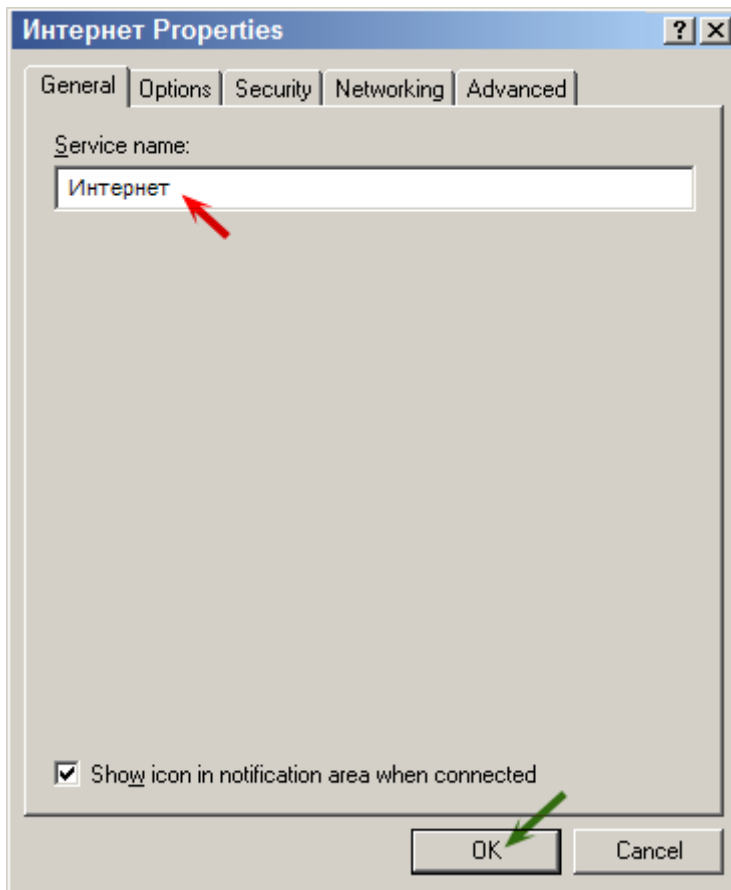 Интернет Properties
General Options Security Networking Advanced
Service name:
Интернет
Show icon in notification area when connected
OK Cancel